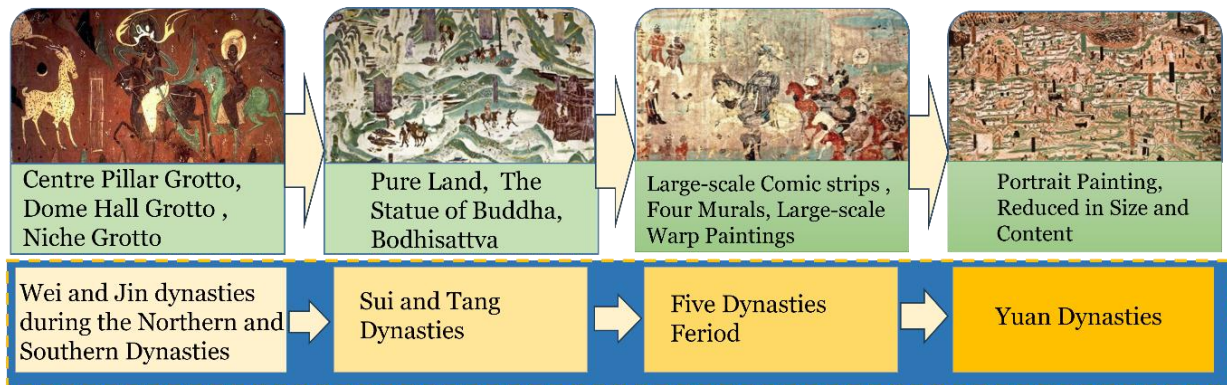 Centre Pillar Grotto,
Dome Hall Grotto ,
Niche Grotto
Pure Land, The
Statue of Buddha,
Bodhisattva
Large-scale Comic strips ,
Four Murals, Large-scale
Warp Paintings
Portrait Painting,
Reduced in Size and
Content
Wei and Jin dynasties
during the Northern and
Southern Dynasties
Sui and Tang
Dynasties
Five Dynasties
Feriod
Yuan Dynasties